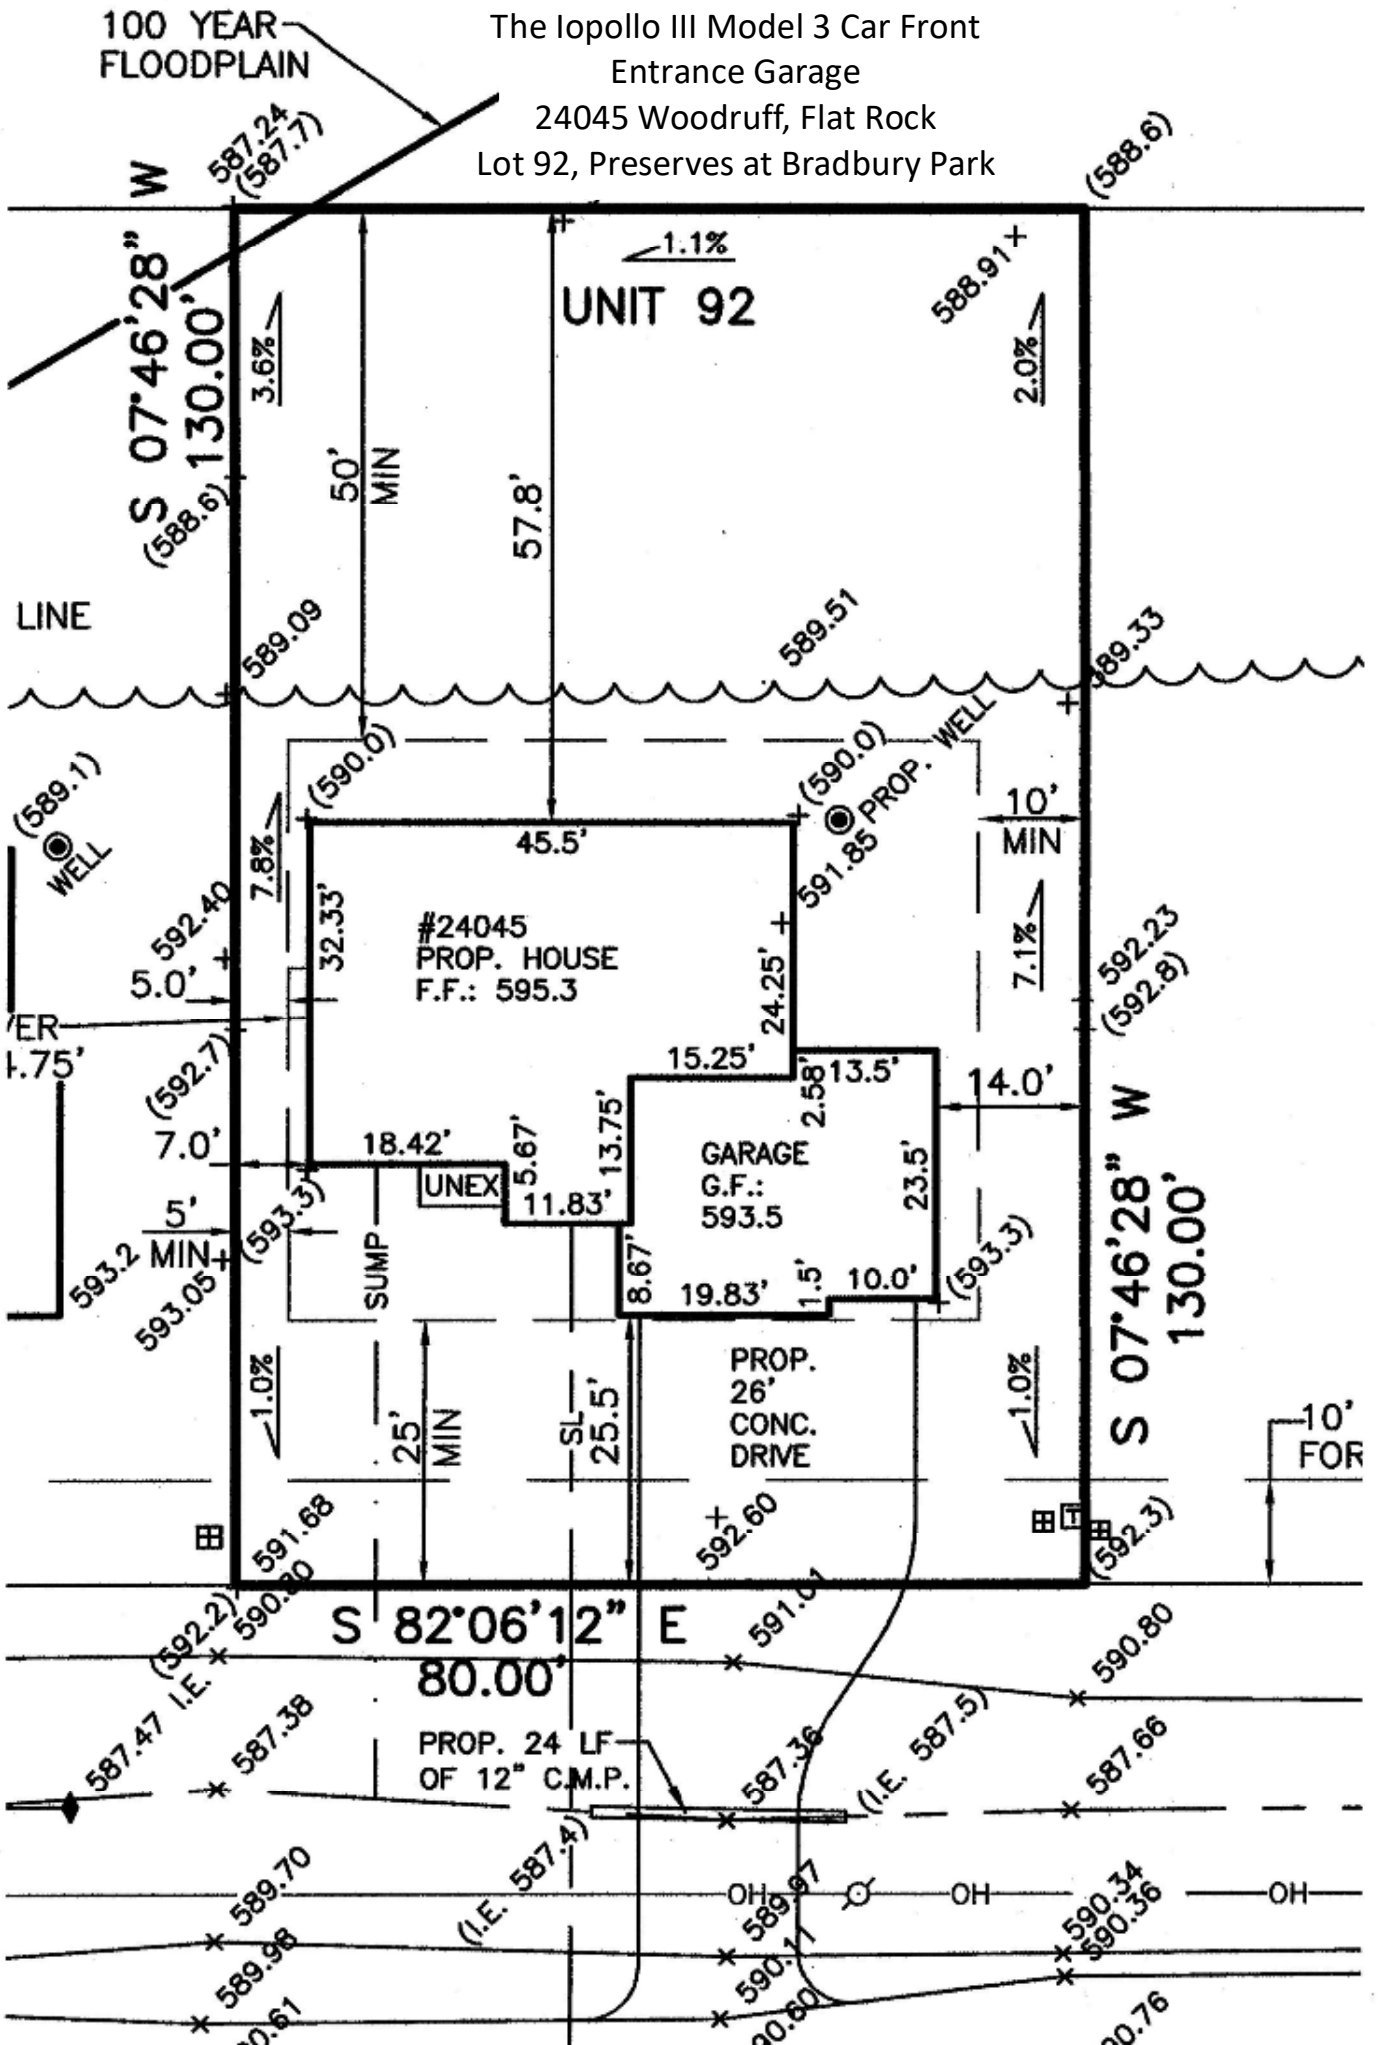 The Iopollo III Model 3 Car Front
Entrance Garage
24045 Woodruff, Flat Rock
Lot 92, Preserves at Bradbury Park
100 YEAR
FLOODPLAIN
587.24
(587.7)
(588.6)
S 07°46'28" W
130.00'
1.1%
UNIT 92
588.91
3.6%
2.0%
50'
MIN
57.8'
(588.6)
LINE
589.09
589.51
589.33
(590.0)
(590.0)
PROP. WELL
10'
MIN
(589.1)
WELL
7.8%
45.5'
591.85
592.40
32.33'
#24045
PROP. HOUSE
F.F.: 595.3
24.25'
7.1%
592.23
(592.8)
5.0'
(592.7)
15.25'
13.5'
2.58'
14.0'
7.0'
18.42'
5.67'
13.75'
GARAGE
G.F.:
593.5
23.5'
UNEX
11.83'
5'
MIN
(593.3)
593.2
593.05
SUMP
8.67'
19.83'
1.5'
10.0'
(593.3)
S 07°46'28" W
130.00'
1.0%
25'
MIN
SL
25.5'
PROP.
26'
CONC.
DRIVE
1.0%
10'
FOR
591.68
592.60
T
(592.3)
590.80
(592.2)
S 82°06'12" E
80.00'
591.01
590.80
587.47 I.E.
587.38
PROP. 24 LF
OF 12" C.M.P.
587.36
(I.E. 587.5)
587.66
(I.E. 587.4)
589.70
OH
OH
OH
589.97
590.34
590.36
589.98
590.11